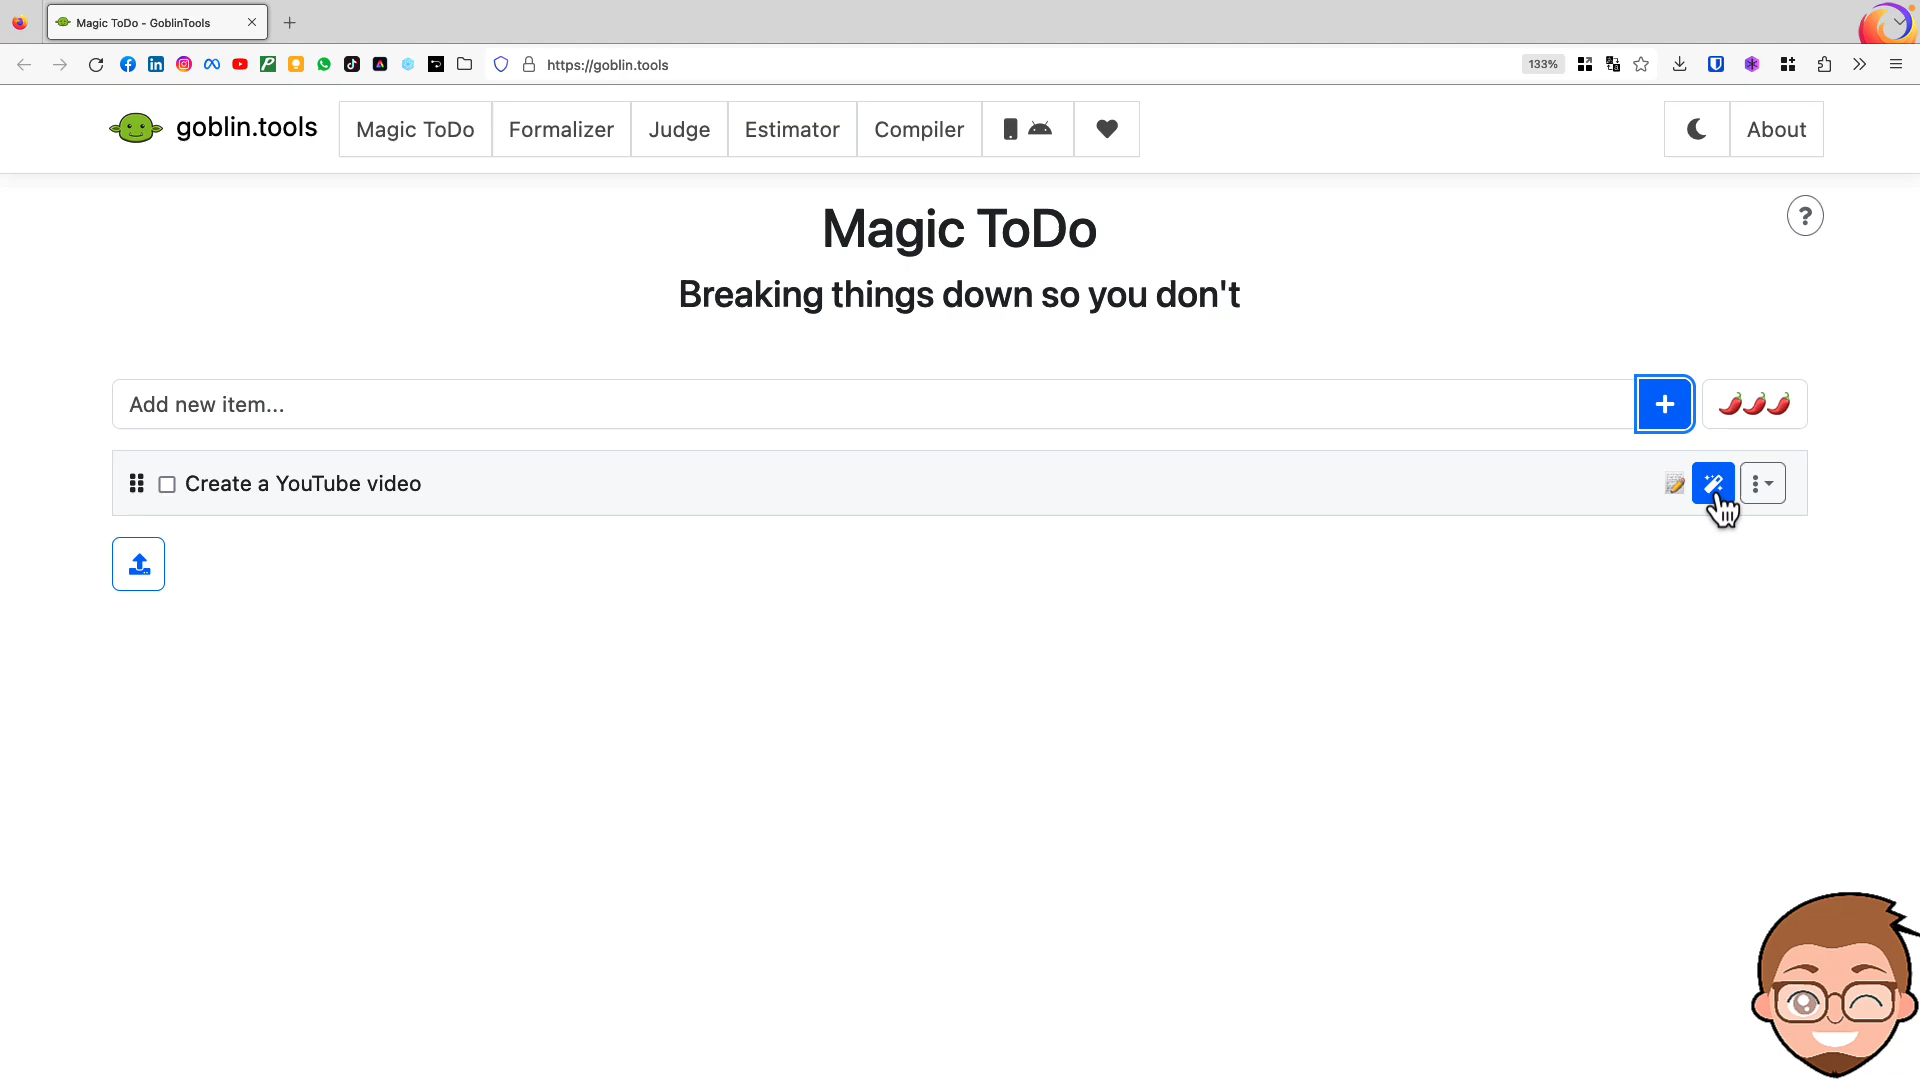 Magic ToDo - GoblinTools
https://goblin.tools
133%
goblin.tools
Magic ToDo
Formalizer
Judge
Estimator
Compiler
About
Magic ToDo
?
Breaking things down so you don't
Add new item...
Create a YouTube video